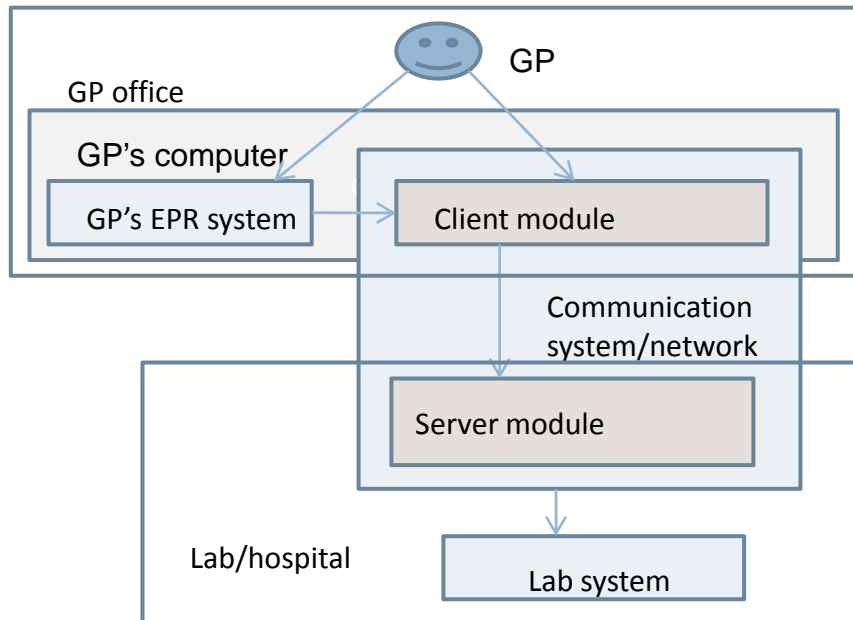 GP
GP office
GP's computer
GP's EPR system
Client module
Communication
system/network
Server module
Lab/hospital
Lab system